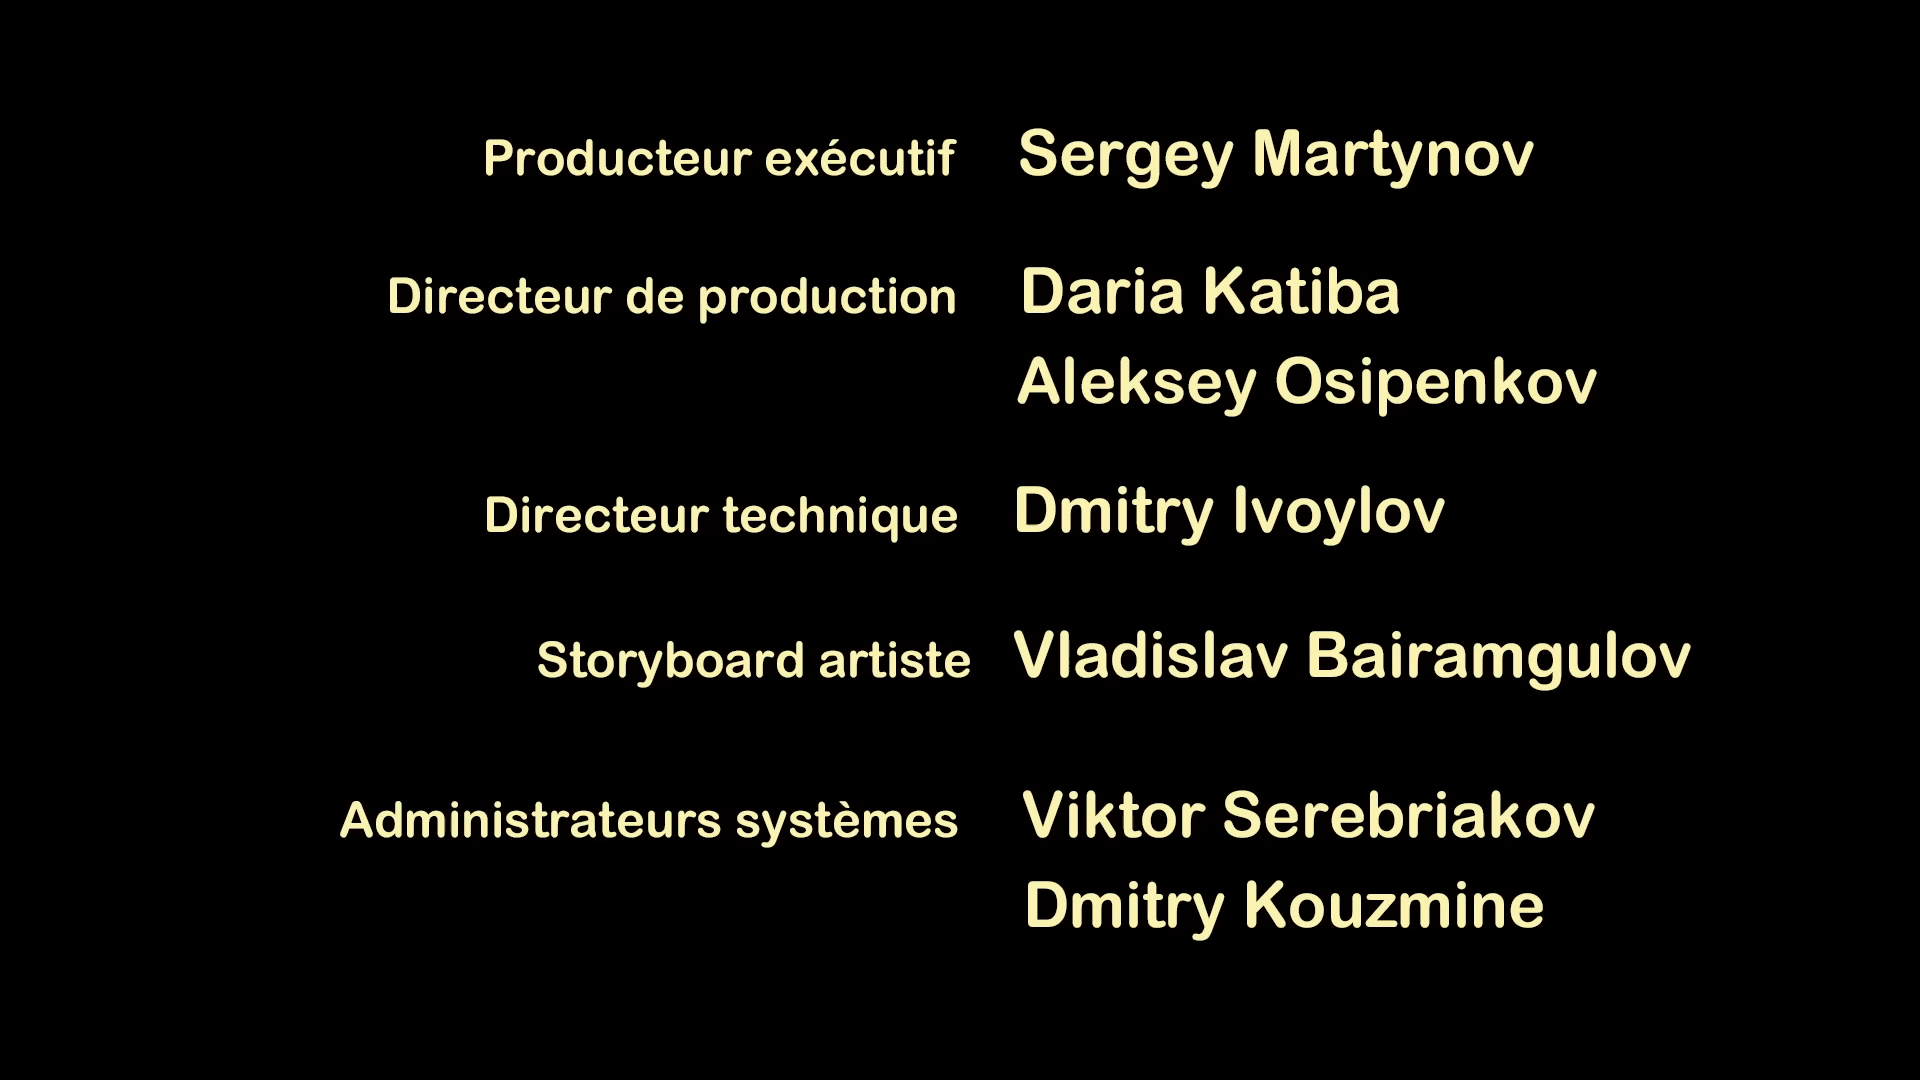 Producteur exécutif Sergey Martynov
Directeur de production Daria Katiba
Aleksey Osipenkov
Directeur technique Dmitry Ivoylov
Storyboard artiste Vladislav Bairamgulov
Administrateurs systèmes Viktor Serebriakov
Dmitry Kouzmine